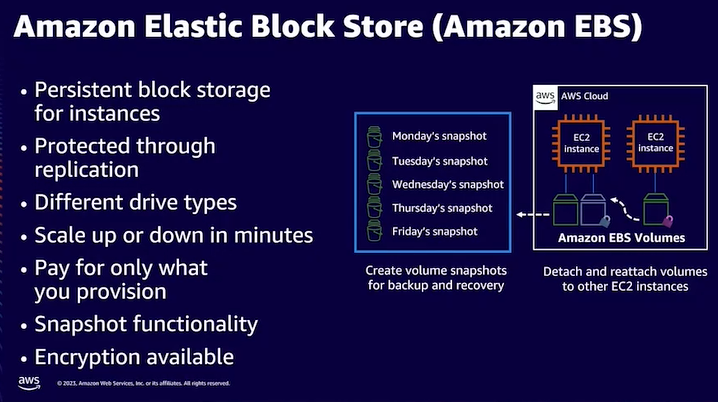 Amazon Elastic Block Store (Amazon EBS)
• Persistent block storage
for instances
• Protected through
replication
• Different drive types
• Scale up or down in minutes
• Pay for only what
you provision
• Snapshot functionality
• Encryption available
Monday's snapshot
Tuesday's snapshot
Wednesday's snapshot
Thursday's snapshot
Friday's snapshot
Create volume snapshots
for backup and recovery
aws
AWS Cloud
EC2
instance
EC2
instance
Amazon EBS Volumes
Detach and reattach volumes
to other EC2 instances
aws
© 2023, Amazon Web Services, Inc. or its affiliates. All rights reserved.